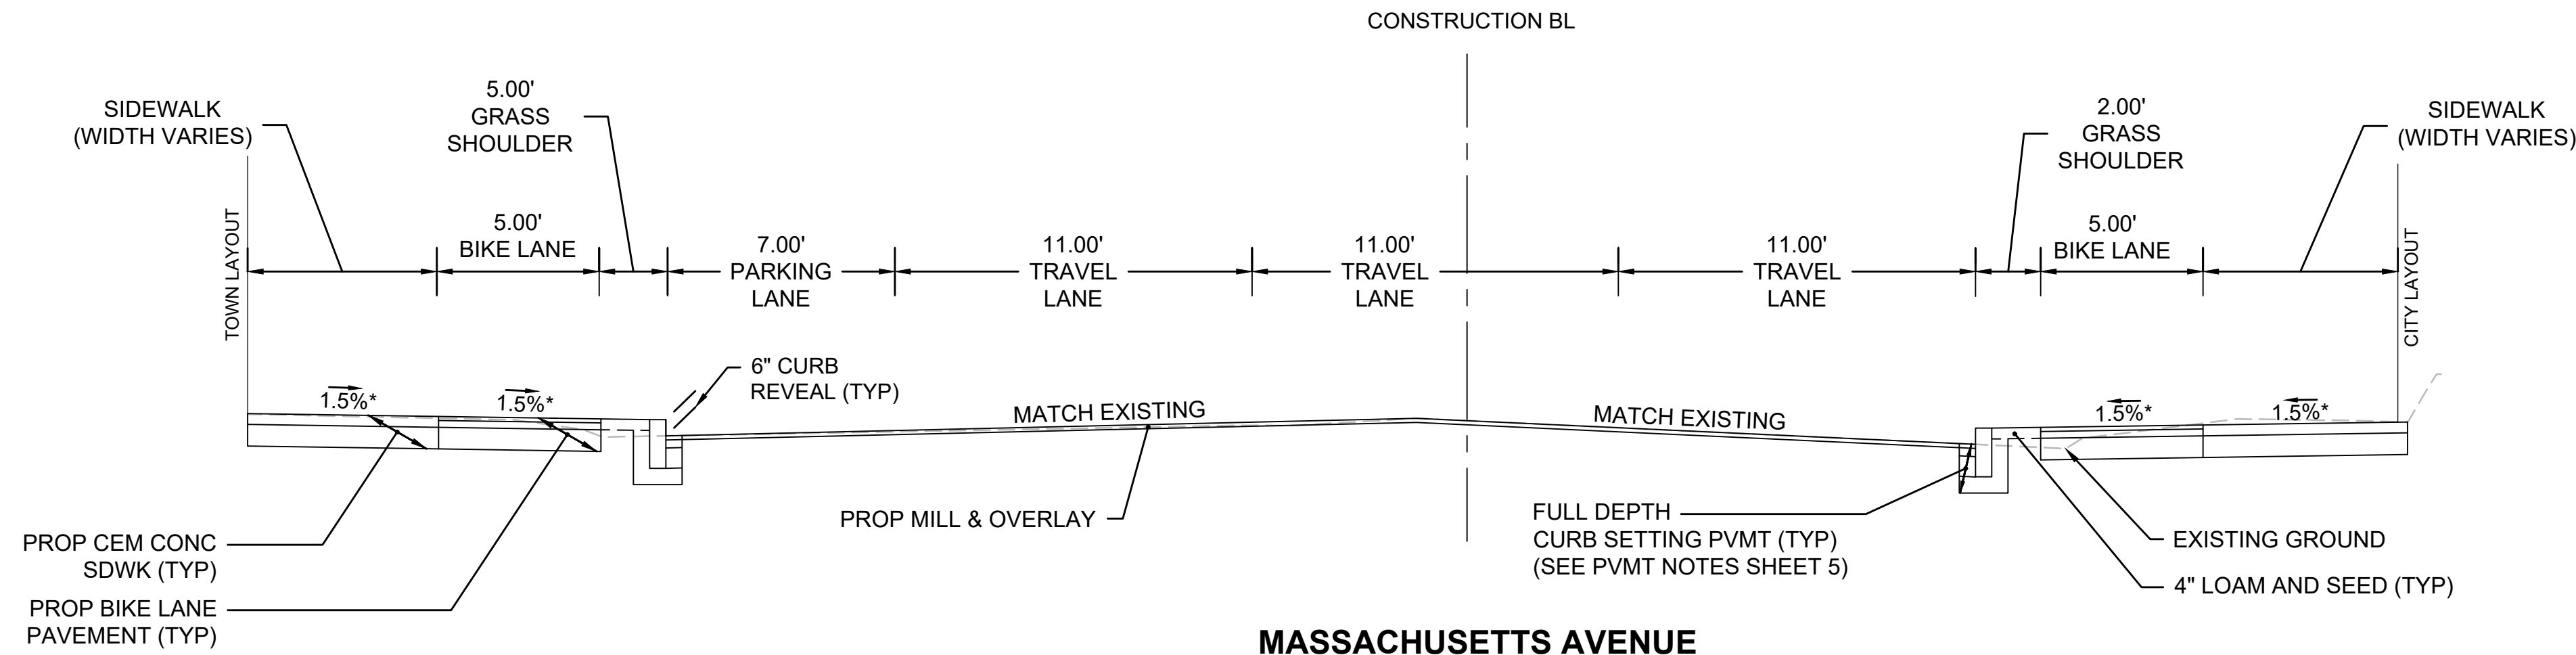 CONSTRUCTION BL
SIDEWALK
(WIDTH VARIES)
5.00'
GRASS
SHOULDER
2.00'
GRASS
SHOULDER
SIDEWALK
(WIDTH VARIES)
TOWN LAYOUT
5.00'
BIKE LANE
7.00'
PARKING
LANE
11.00'
TRAVEL
LANE
11.00'
TRAVEL
LANE
11.00'
TRAVEL
LANE
5.00'
BIKE LANE
CITY LAYOUT
6" CURB
REVEAL (TYP)
1.5%*
1.5%*
MATCH EXISTING
MATCH EXISTING
1.5%*
1.5%*
PROP CEM CONC
SDWK (TYP)
PROP BIKE LANE
PAVEMENT (TYP)
PROP MILL & OVERLAY
FULL DEPTH
CURB SETTING PVMT (TYP)
(SEE PVMT NOTES SHEET 5)
EXISTING GROUND
4" LOAM AND SEED (TYP)
MASSACHUSETTS AVENUE